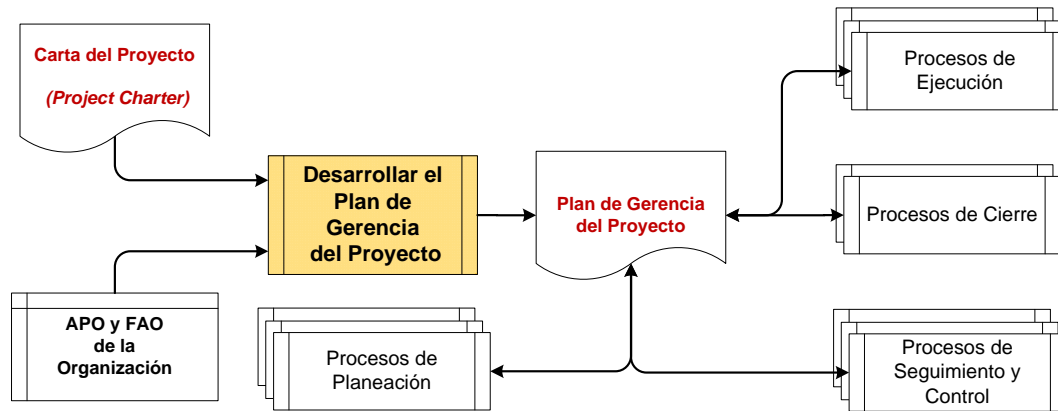 Carta del Proyecto
(Project Charter)
Desarrollar el
Plan de
Gerencia
del Proyecto
APO y FAO
de la
Organización
Plan de Gerencia
del Proyecto
Procesos de
Planeación
Procesos de
Ejecución
Procesos de Cierre
Procesos de
Seguimiento y
Control